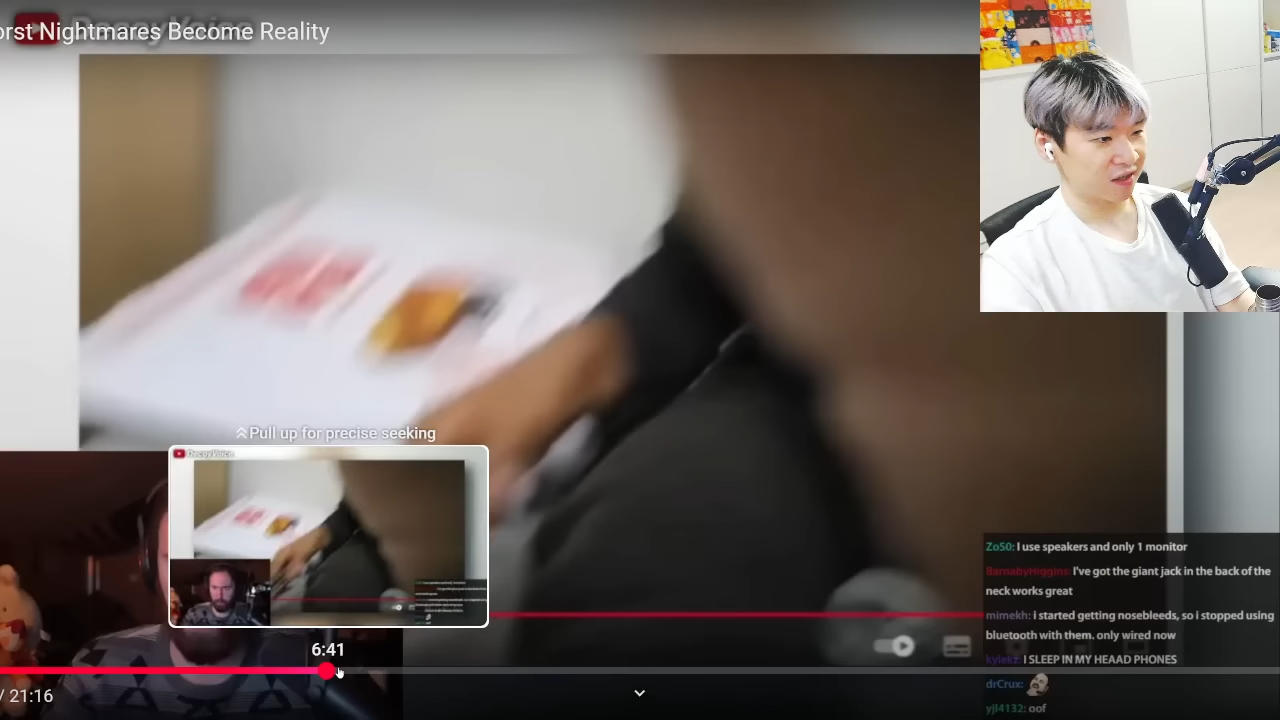 orst Nightmares Become Reality
Pull up for precise seeking
6:41
/ 21:16
Zo50: I use speakers and only 1 monitor
BarnabyHiggins: I've got the giant jack in the back of the
neck works great
mimekh: i started getting nosebleeds, so i stopped using
bluetooth with them. only wired now
kylekz: I SLEEP IN MY HEAAD PHONES
drCrux:
yjl4132: oof